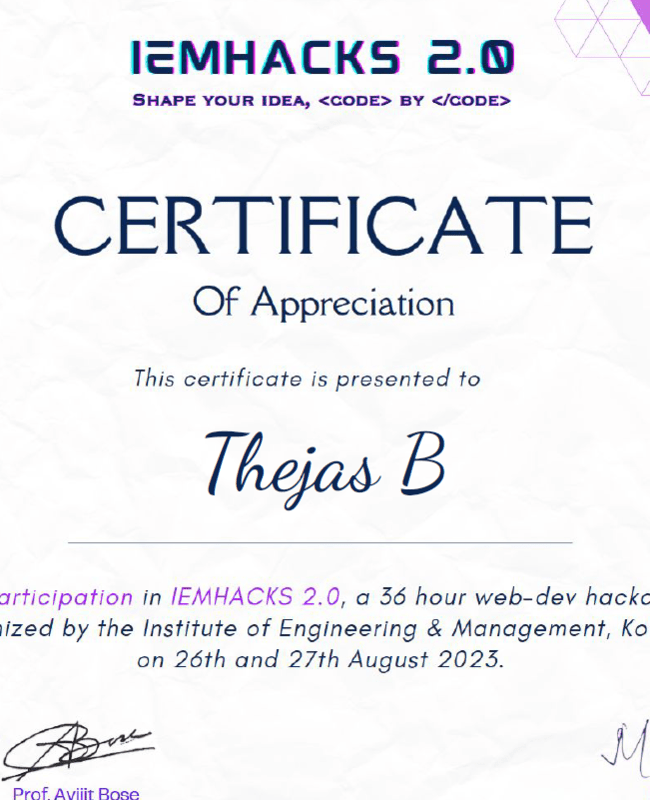 IEMHACKS 2.0
SHAPE YOUR IDEA, <CODE> BY </CODE>
CERTIFICATE
Of Appreciation
This certificate is presented to
Thejas B
articipation in IEMHACKS 2.0, a 36 hour web-dev hacka
nized by the Institute of Engineering & Management, Ko
on 26th and 27th August 2023.
Prof. Avijit Bose